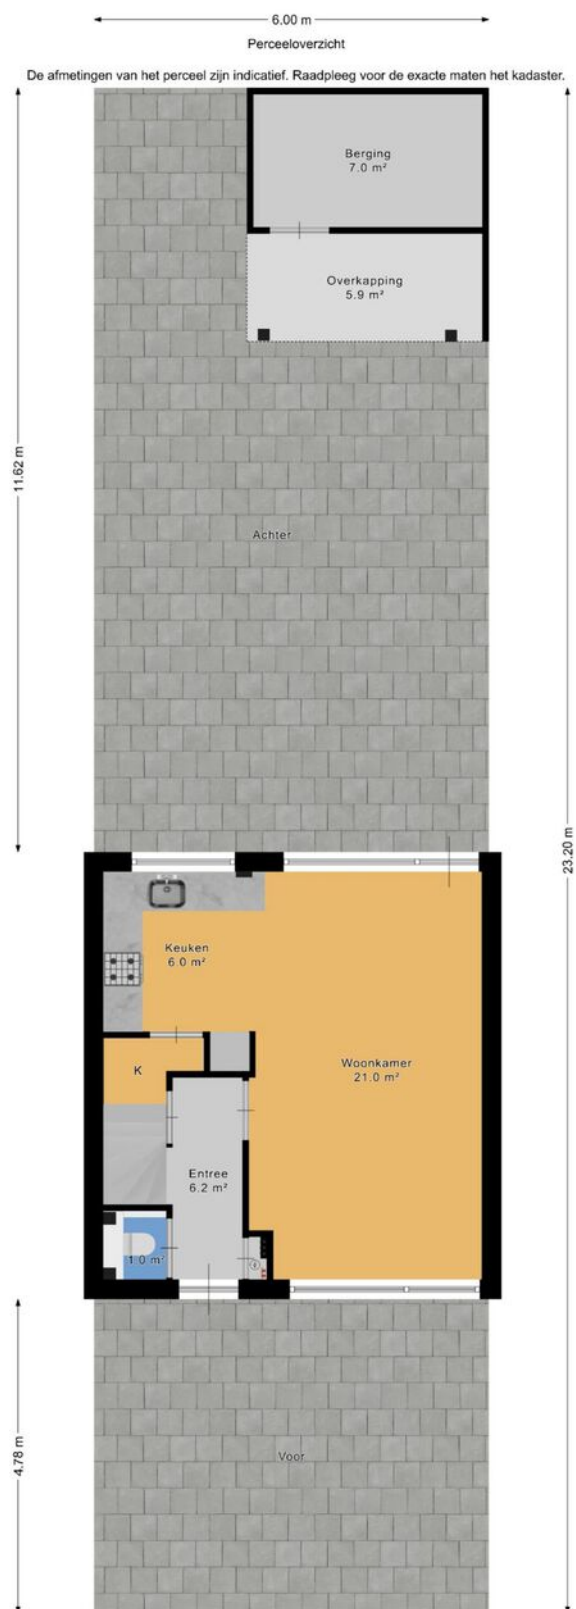 6.00 m
Perceeloverzicht
De afmetingen van het perceel zijn indicatief. Raadpleeg voor de exacte maten het kadaster.
Berging
7.0 m²
Overkapping
5.9 m²
11.62 m
Achter
23.20 m
Keuken
6.0 m²
Woonkamer
21.0 m²
K
Entree
6.2 m²
1.0 m²
4.78 m
Voor